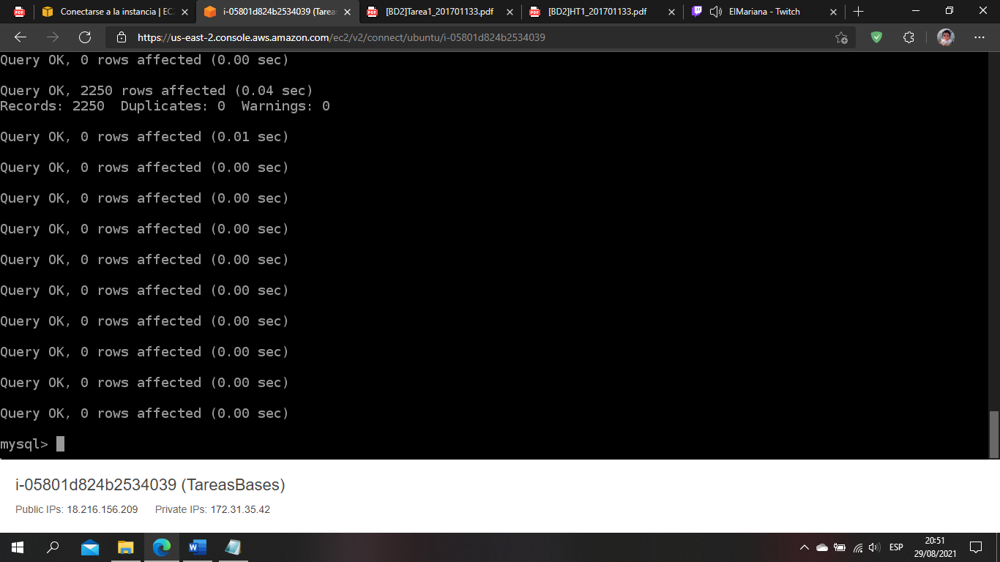 Conectarse a la instancia | EC
i-05801d824b2534039 (Tarea
[BD2]Tarea1_201701133.pdf
[BD2]HT1_201701133.pdf
ElMariana - Twitch
https://us-east-2.console.aws.amazon.com/ec2/v2/connect/ubuntu/i-05801d824b2534039
Query OK, 0 rows affected (0.00 sec)
Query OK, 2250 rows affected (0.04 sec)
Records: 2250  Duplicates: 0  Warnings: 0
Query OK, 0 rows affected (0.01 sec)
Query OK, 0 rows affected (0.00 sec)
Query OK, 0 rows affected (0.00 sec)
Query OK, 0 rows affected (0.00 sec)
Query OK, 0 rows affected (0.00 sec)
Query OK, 0 rows affected (0.00 sec)
Query OK, 0 rows affected (0.00 sec)
Query OK, 0 rows affected (0.00 sec)
Query OK, 0 rows affected (0.00 sec)
Query OK, 0 rows affected (0.00 sec)
mysql>
i-05801d824b2534039 (TareasBases)
Public IPs: 18.216.156.209 Private IPs: 172.31.35.42
ESP
20:51
29/08/2021